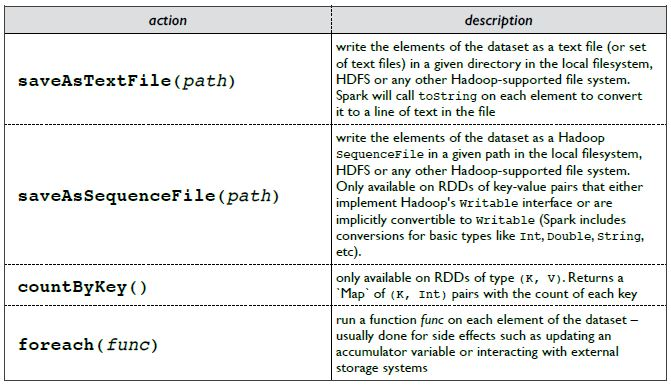 action
description
saveAsTextFile(path)
write the elements of the dataset as a text file (or set
of text files) in a given directory in the local filesystem,
HDFS or any other Hadoop-supported file system.
Spark will call toString on each element to convert
it to a line of text in the file
saveAsSequenceFile(path)
write the elements of the dataset as a Hadoop
SequenceFile in a given path in the local filesystem,
HDFS or any other Hadoop-supported file system.
Only available on RDDs of key-value pairs that either
implement Hadoop's Writable interface or are
implicitly convertible to Writable (Spark includes
conversions for basic types like Int, Double, String,
etc).
countByKey()
only available on RDDs of type (K, V). Returns a
`Map` of (K, Int) pairs with the count of each key
foreach(func)
run a function func on each element of the dataset –
usually done for side effects such as updating an
accumulator variable or interacting with external
storage systems